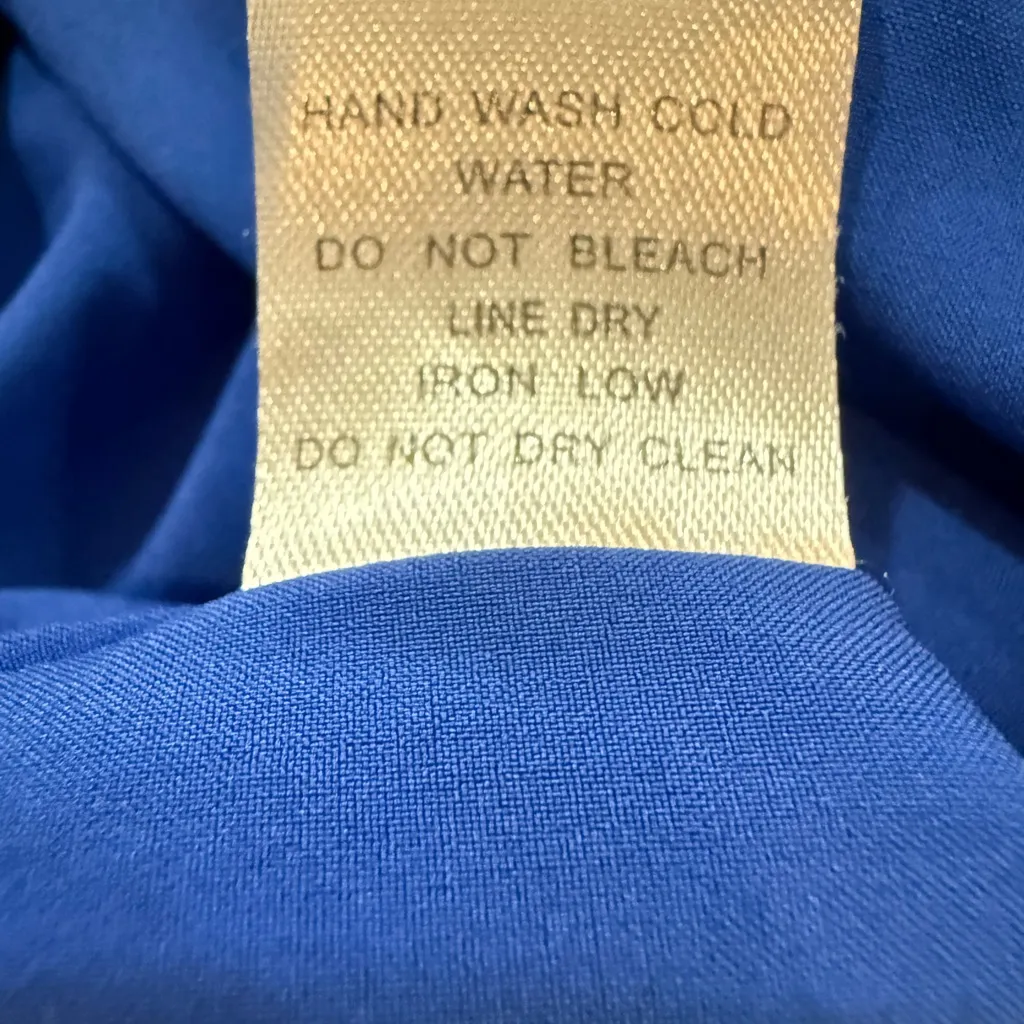 HAND WASH COLD
WATER
DO NOT BLEACH
LINE DRY
IRON LOW
DO NOT DRY CLEAN